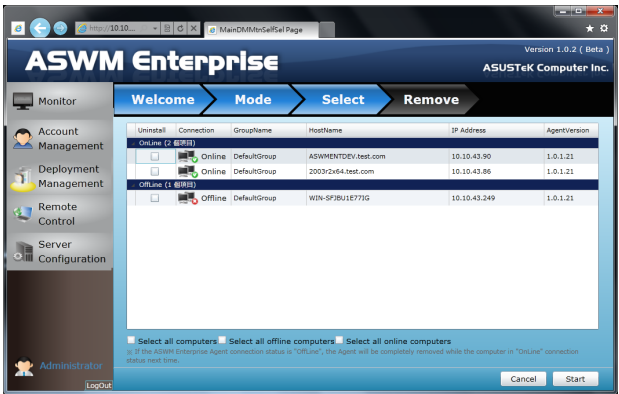 http://10.10....
MainDMMtnSelfSel Page
Version 1.0.2 ( Beta )
ASWM Enterprise
ASUSTeK Computer Inc.
Monitor
Account
Management
Deployment
Management
Remote
Control
Server
Configuration
Administrator
LogOut
Welcome Mode Select Remove
Uninstall Connection GroupName HostName IP Address AgentVersion
OnLine (2 個項目)
Online DefaultGroup ASWMENTDEV.test.com 10.10.43.90 1.0.1.21
Online DefaultGroup 2003r2x64.test.com 10.10.43.86 1.0.1.21
OffLine (1 個項目)
Offline DefaultGroup WIN-SFJBU1E77IG 10.10.43.249 1.0.1.21
Select all computers Select all offline computers Select all online computers
※ If the ASWM Enterprise Agent connection status is "OffLine", the Agent will be completely removed while the computer in "OnLine" connection
status next time.
Cancel Start